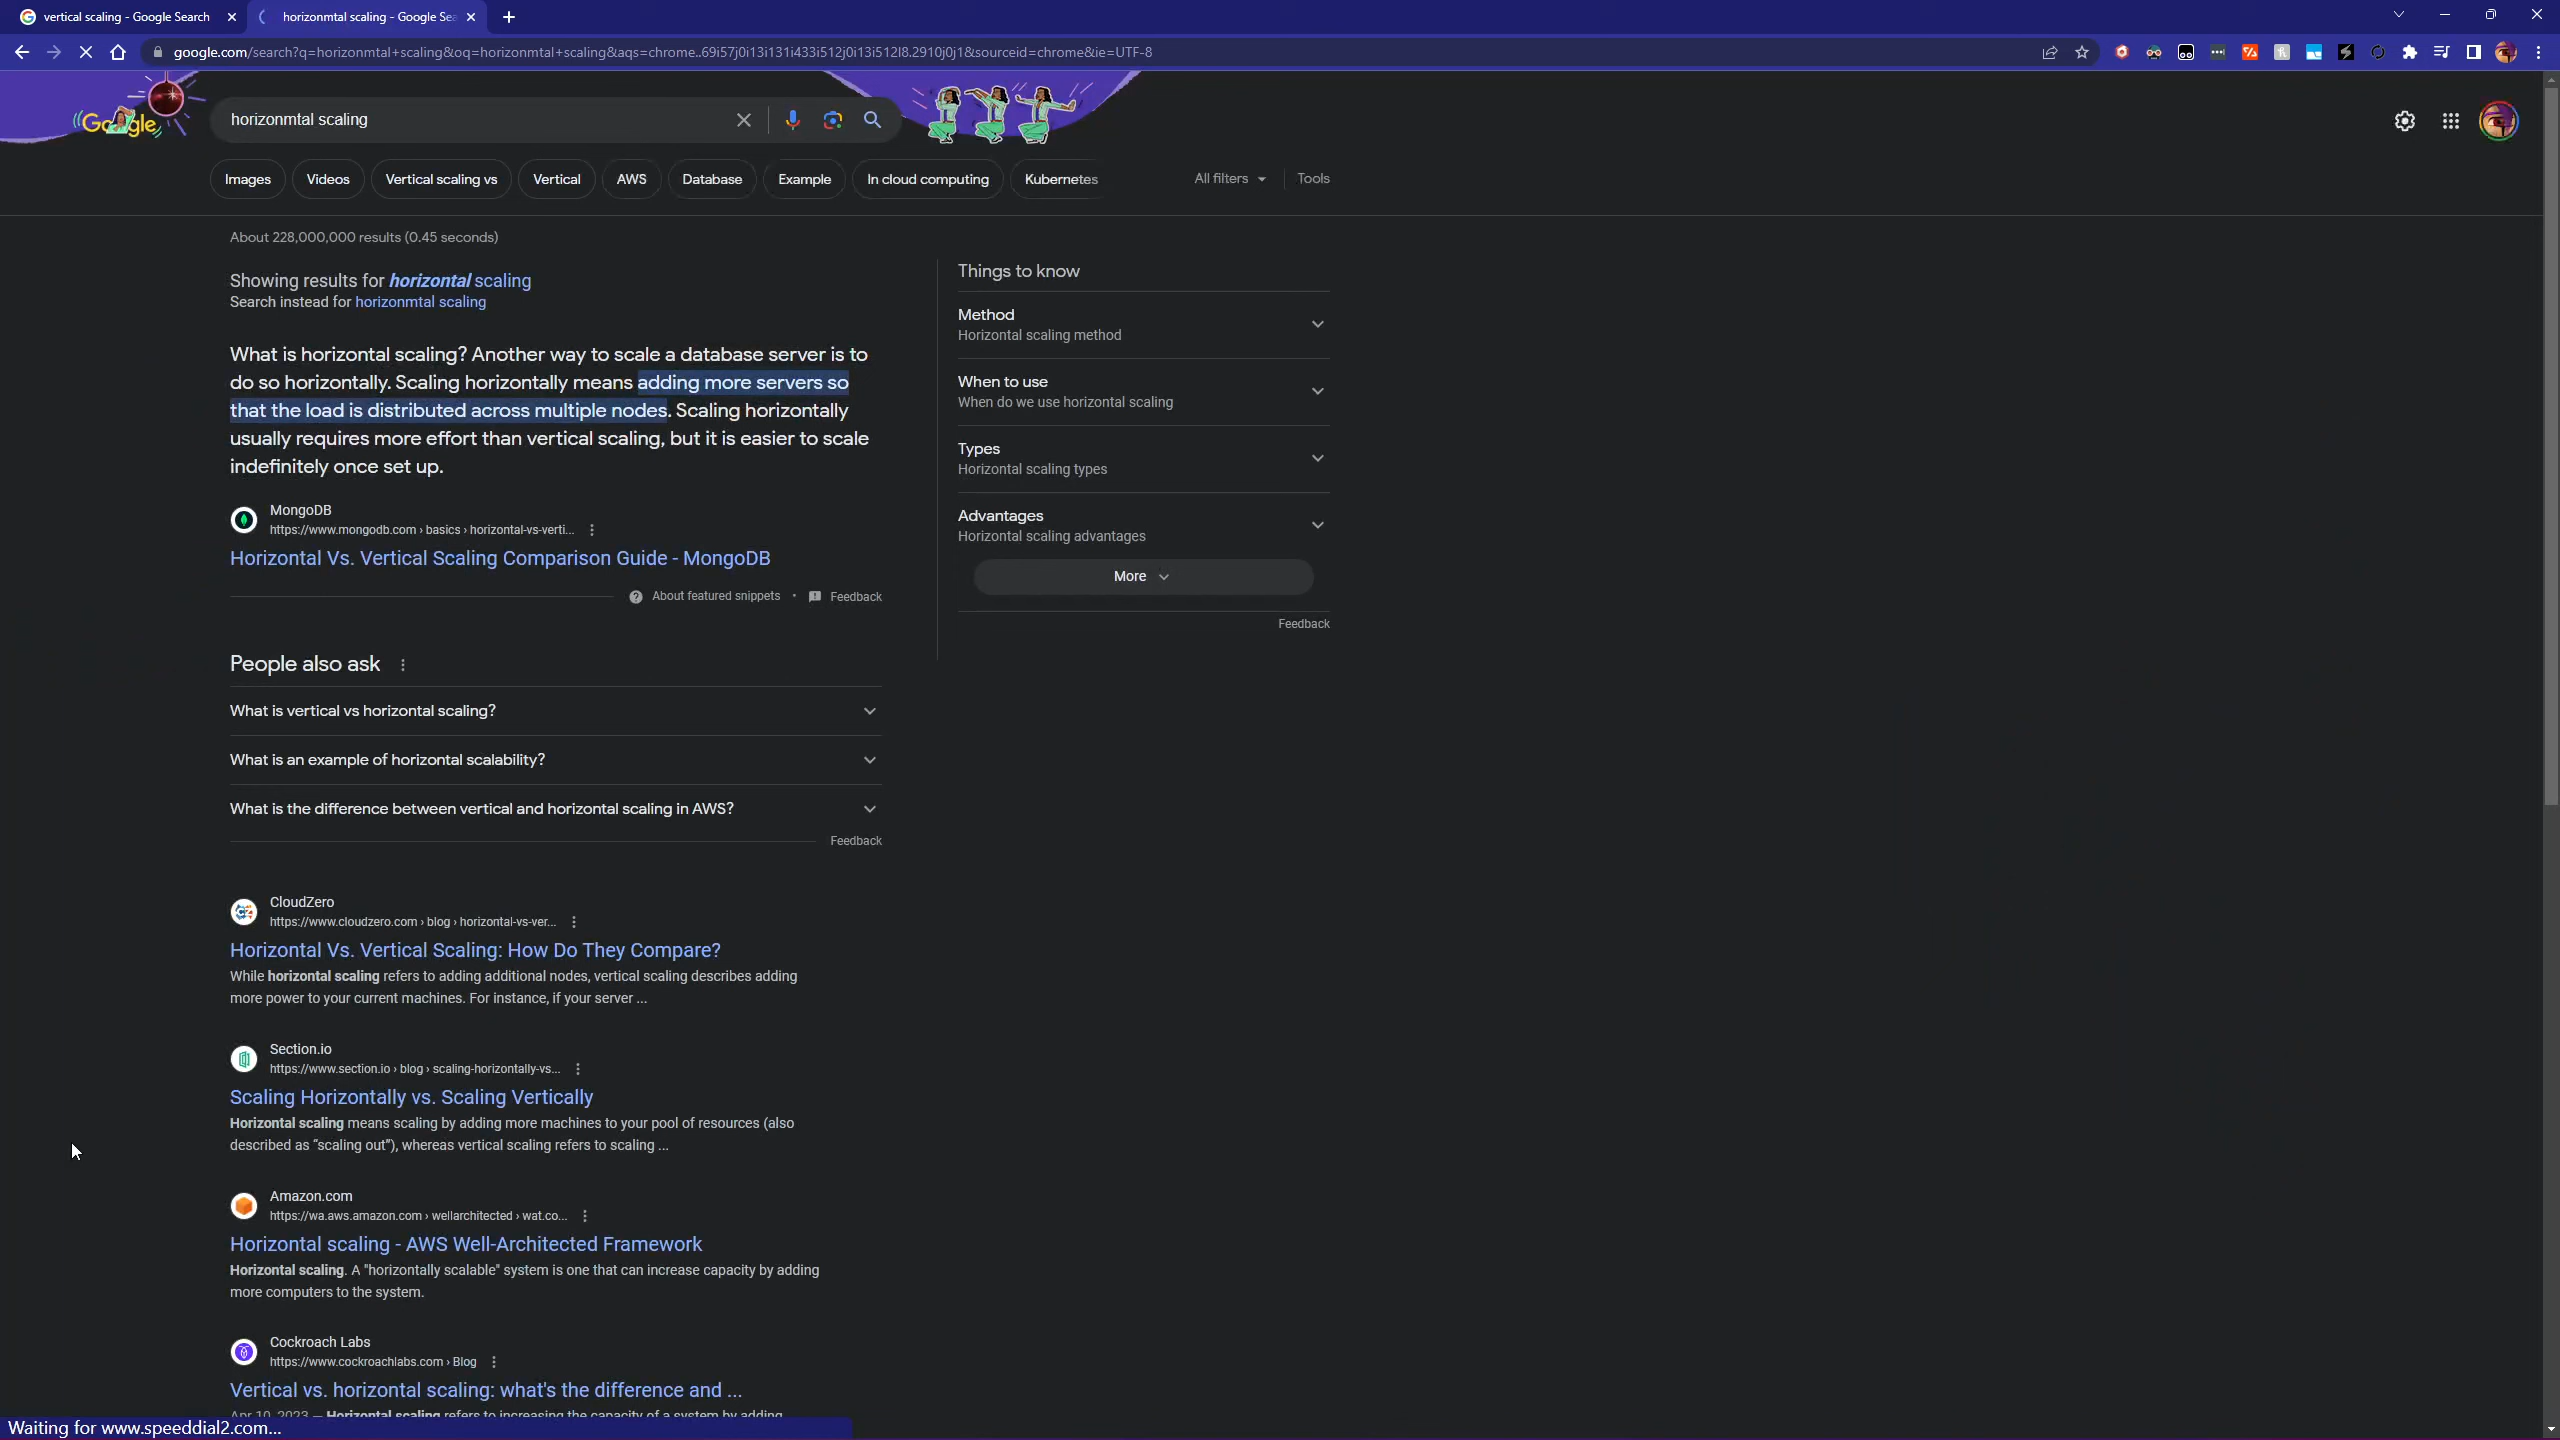 vertical scaling - Google Search
horizonmtal scaling - Google Sea
google.com/search?q=horizonmtal+scaling&oq=horizonmtal+scaling&aqs=chrome..69i57j0i13i131i433i512j0i13i512l8.2910j0j1&sourceid=chrome&ie=UTF-8
Google
horizonmtal scaling
Images
Videos
Vertical scaling vs
Vertical
AWS
Database
Example
In cloud computing
Kubernetes
All filters
Tools
About 228,000,000 results (0.45 seconds)
Showing results for horizontal scaling
Search instead for horizonmtal scaling
What is horizontal scaling? Another way to scale a database server is to
do so horizontally. Scaling horizontally means adding more servers so
that the load is distributed across multiple nodes. Scaling horizontally
usually requires more effort than vertical scaling, but it is easier to scale
indefinitely once set up.
MongoDB
https://www.mongodb.com › basics › horizontal-vs-verti...
Horizontal Vs. Vertical Scaling Comparison Guide - MongoDB
About featured snippets • Feedback
People also ask
What is vertical vs horizontal scaling?
What is an example of horizontal scalability?
What is the difference between vertical and horizontal scaling in AWS?
Feedback
CloudZero
https://www.cloudzero.com › blog › horizontal-vs-ver...
Horizontal Vs. Vertical Scaling: How Do They Compare?
While horizontal scaling refers to adding additional nodes, vertical scaling describes adding
more power to your current machines. For instance, if your server ...
Section.io
https://www.section.io › blog › scaling-horizontally-vs...
Scaling Horizontally vs. Scaling Vertically
Horizontal scaling means scaling by adding more machines to your pool of resources (also
described as “scaling out”), whereas vertical scaling refers to scaling ...
Amazon.com
https://wa.aws.amazon.com › wellarchitected › wat.co...
Horizontal scaling - AWS Well-Architected Framework
Horizontal scaling. A "horizontally scalable" system is one that can increase capacity by adding
more computers to the system.
Cockroach Labs
https://www.cockroachlabs.com › Blog
Vertical vs. horizontal scaling: what's the difference and ...
Apr 10, 2023 — Horizontal scaling refers to increasing the capacity of a system by adding
Things to know
Method
Horizontal scaling method
When to use
When do we use horizontal scaling
Types
Horizontal scaling types
Advantages
Horizontal scaling advantages
More
Feedback
Waiting for www.speeddial2.com...